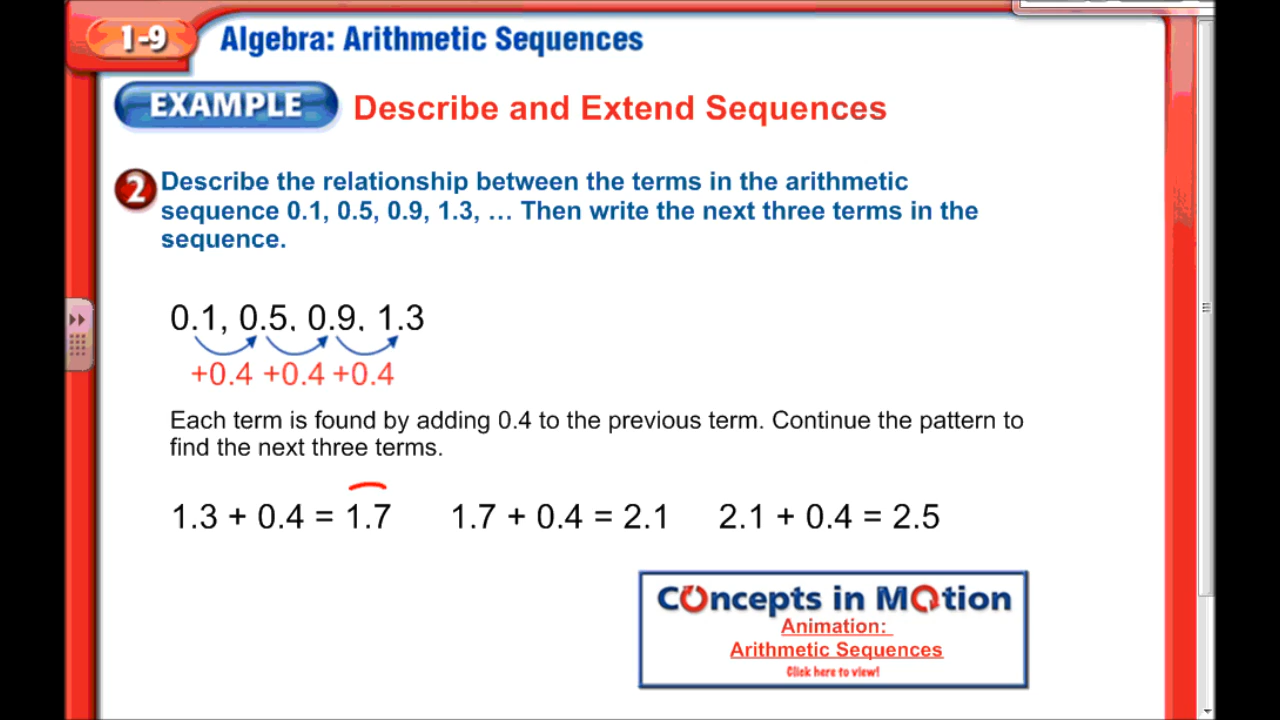 1-9 Algebra: Arithmetic Sequences
EXAMPLE Describe and Extend Sequences
2 Describe the relationship between the terms in the arithmetic
sequence 0.1, 0.5, 0.9, 1.3, … Then write the next three terms in the
sequence.
0.1, 0.5, 0.9, 1.3
+0.4 +0.4 +0.4
Each term is found by adding 0.4 to the previous term. Continue the pattern to
find the next three terms.
1.3 + 0.4 = 1.7 1.7 + 0.4 = 2.1 2.1 + 0.4 = 2.5
Concepts in Motion
Animation:
Arithmetic Sequences
Click here to view!